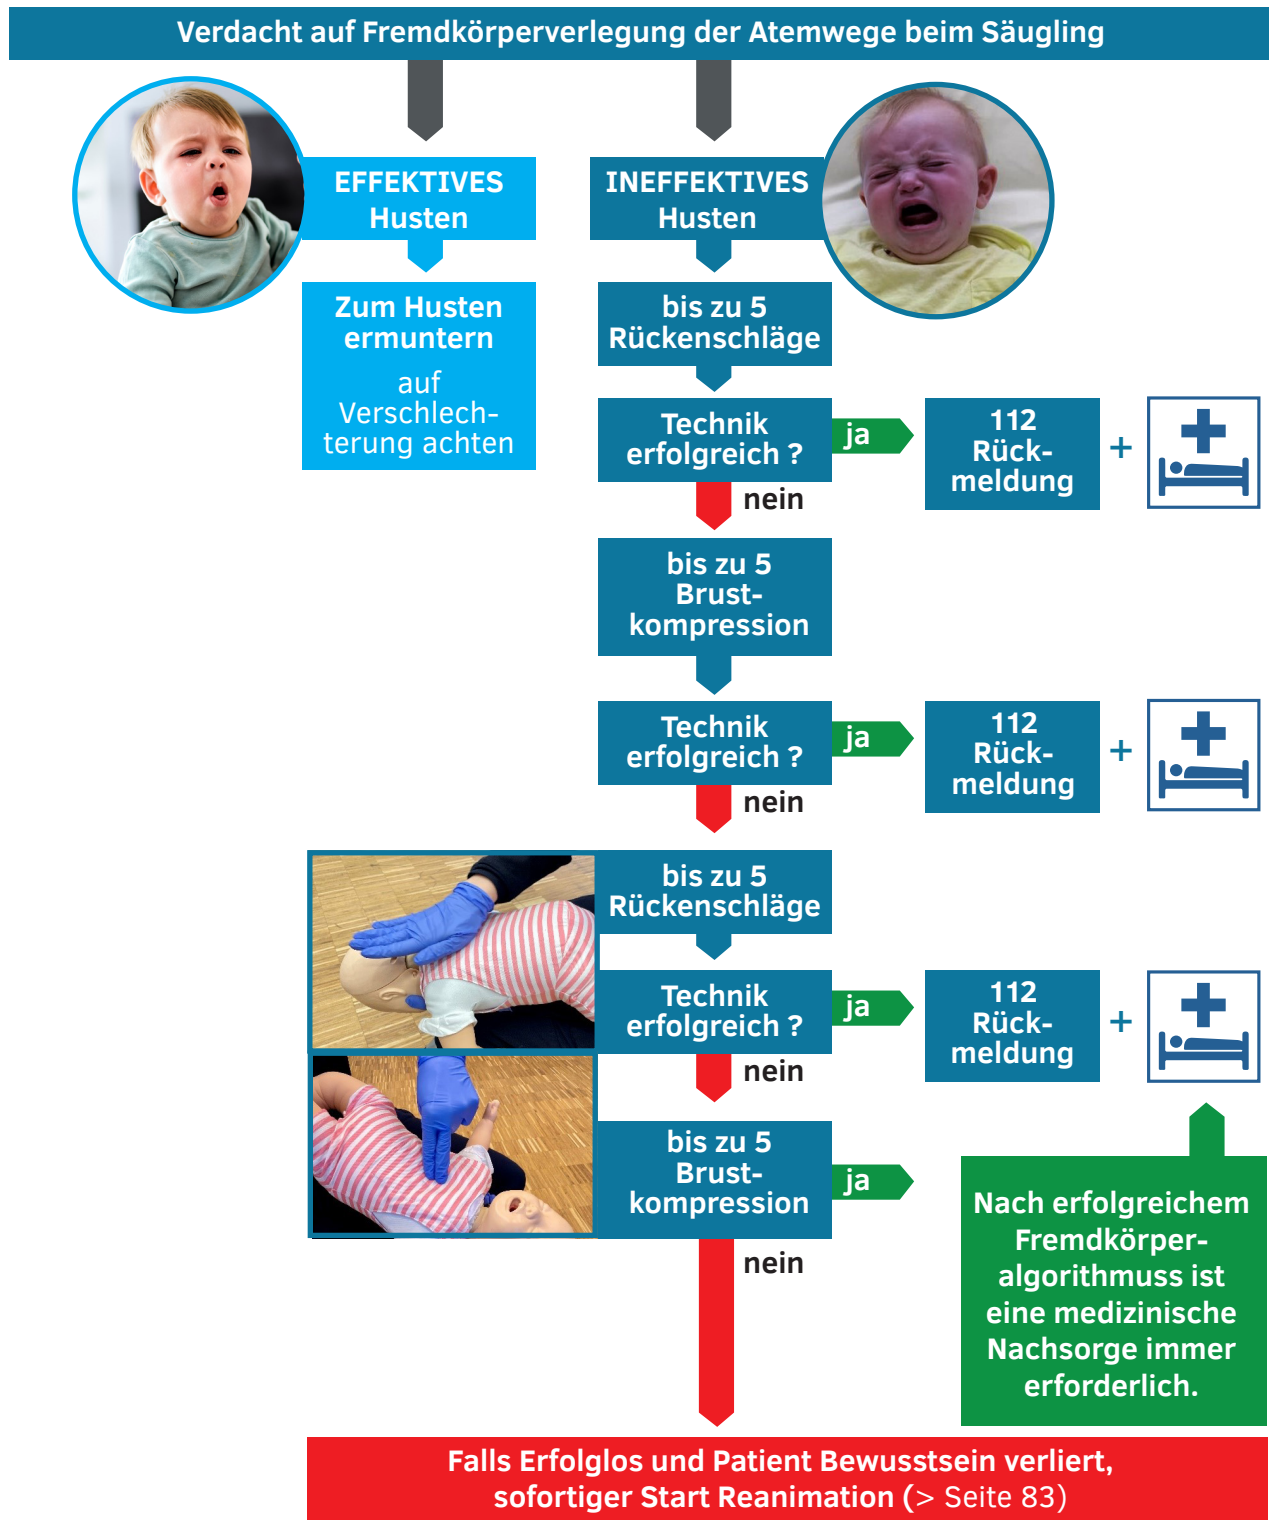 Verdacht auf Fremdkörperverlegung der Atemwege beim Säugling
EFFEKTIVES
Husten
Zum Husten
ermuntern
auf
Verschlech-
terung achten
INEFFEKTIVES
Husten
bis zu 5
Rückenschläge
Technik
erfolgreich ?
ja
112
Rück-
meldung
+
nein
bis zu 5
Brust-
kompression
Technik
erfolgreich ?
ja
112
Rück-
meldung
+
nein
bis zu 5
Rückenschläge
Technik
erfolgreich ?
ja
112
Rück-
meldung
+
nein
bis zu 5
Brust-
kompression
ja
nein
Nach erfolgreichem
Fremdkörper-
algorithmuss ist
eine medizinische
Nachsorge immer
erforderlich.
Falls Erfolglos und Patient Bewusstsein verliert,
sofortiger Start Reanimation (> Seite 83)